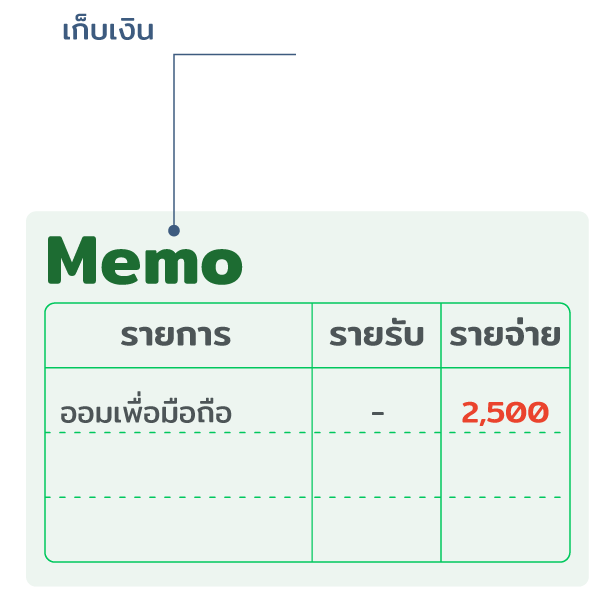 เก็บเงิน
Memo
รายการ รายรับ รายจ่าย
ออมเพื่อมือถือ - 2,500